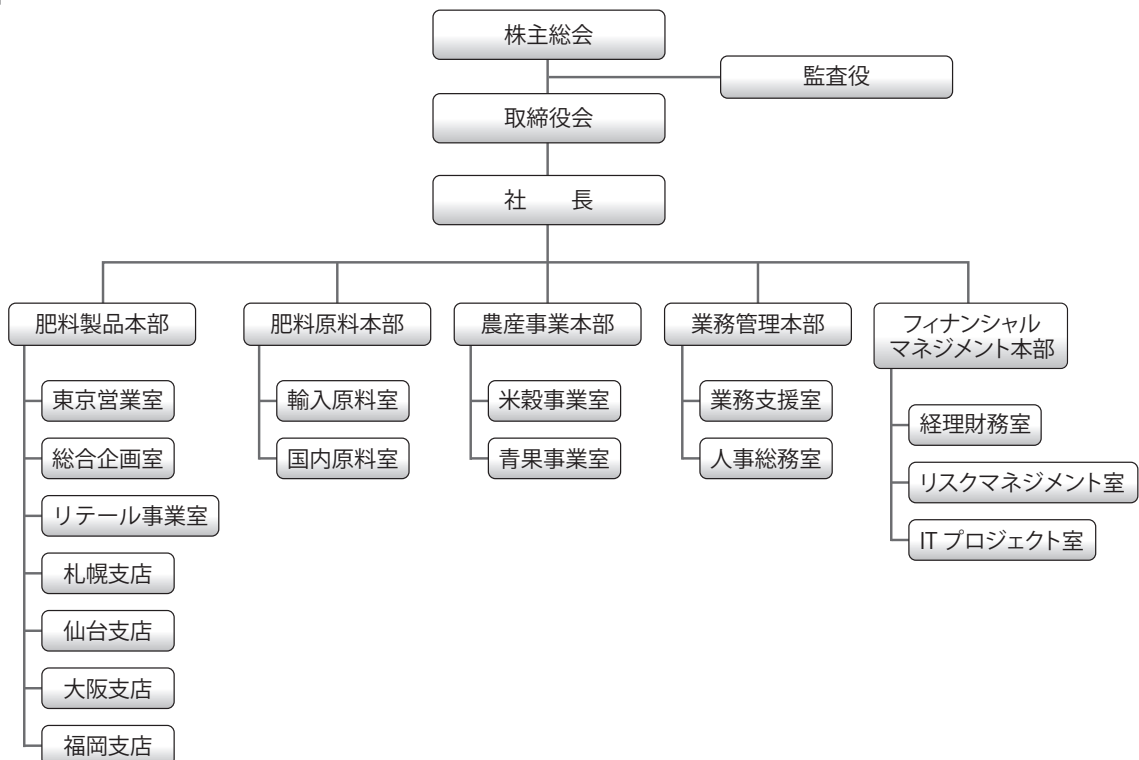 株主総会
監査役
取締役会
社　　長
肥料製品本部
東京営業室
総合企画室
リテール事業室
札幌支店
仙台支店
大阪支店
福岡支店
肥料原料本部
輸入原料室
国内原料室
農産事業本部
米穀事業室
青果事業室
業務管理本部
業務支援室
人事総務室
フィナンシャル
マネジメント本部
経理財務室
リスクマネジメント室
IT プロジェクト室